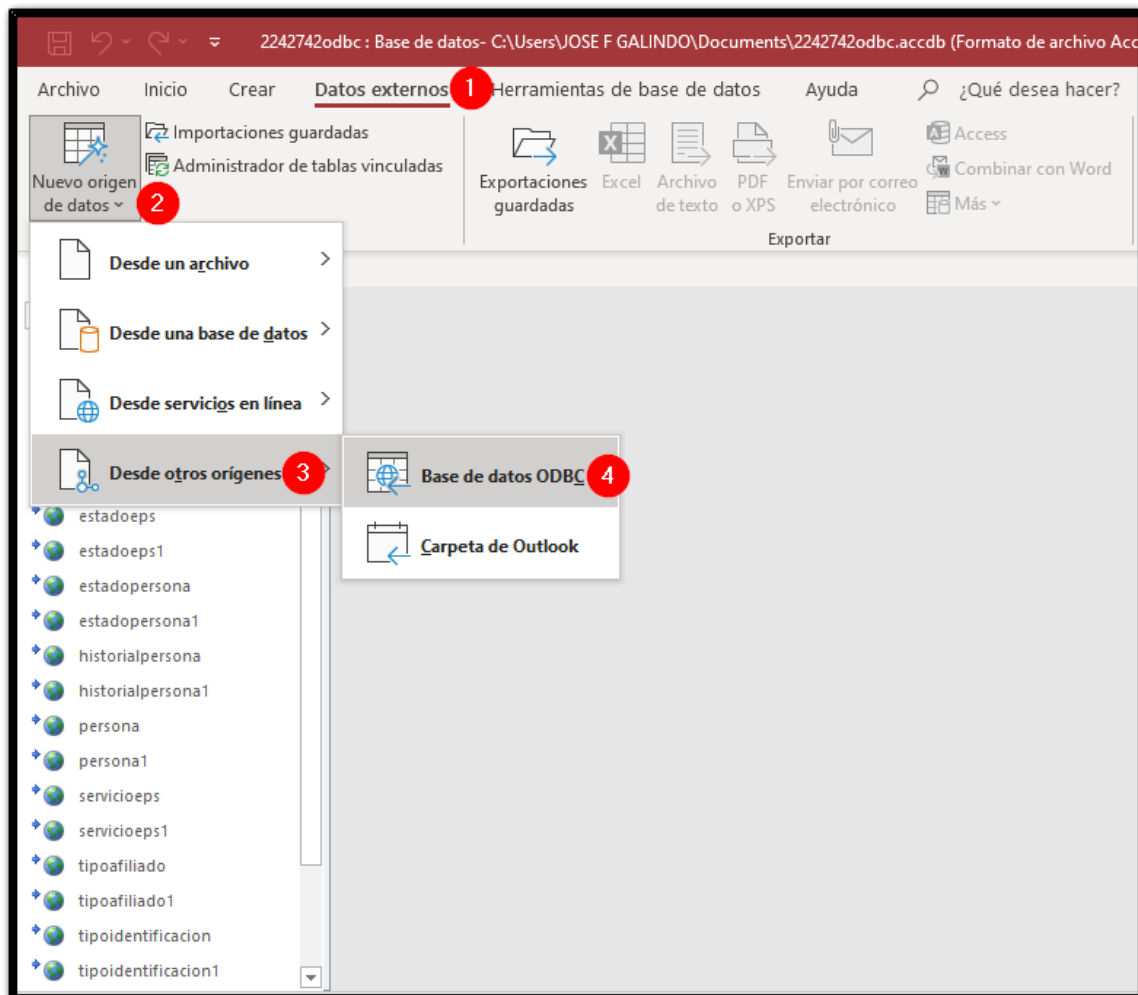 2242742odbc : Base de datos- C:\Users\JOSE F GALINDO\Documents\2242742odbc.accdb (Formato de archivo Acc
Archivo Inicio Crear Datos externos 1 Herramientas de base de datos Ayuda ¿Qué desea hacer?
Nuevo origen
de datos 2
Importaciones guardadas
Administrador de tablas vinculadas
Exportaciones
guardadas
Excel
Archivo
de texto
PDF
o XPS
Enviar por correo
electrónico
Access
Combinar con Word
Más
Exportar
Desde un archivo
Desde una base de datos
Desde servicios en línea
Desde otros orígenes 3
Base de datos ODBC 4
Carpeta de Outlook
estadoeps
estadoeps1
estadopersona
estadopersona1
historialpersona
historialpersona1
persona
persona1
servicioeps
servicioeps1
tipoafiliado
tipoafiliado1
tipoidentificacion
tipoidentificacion1